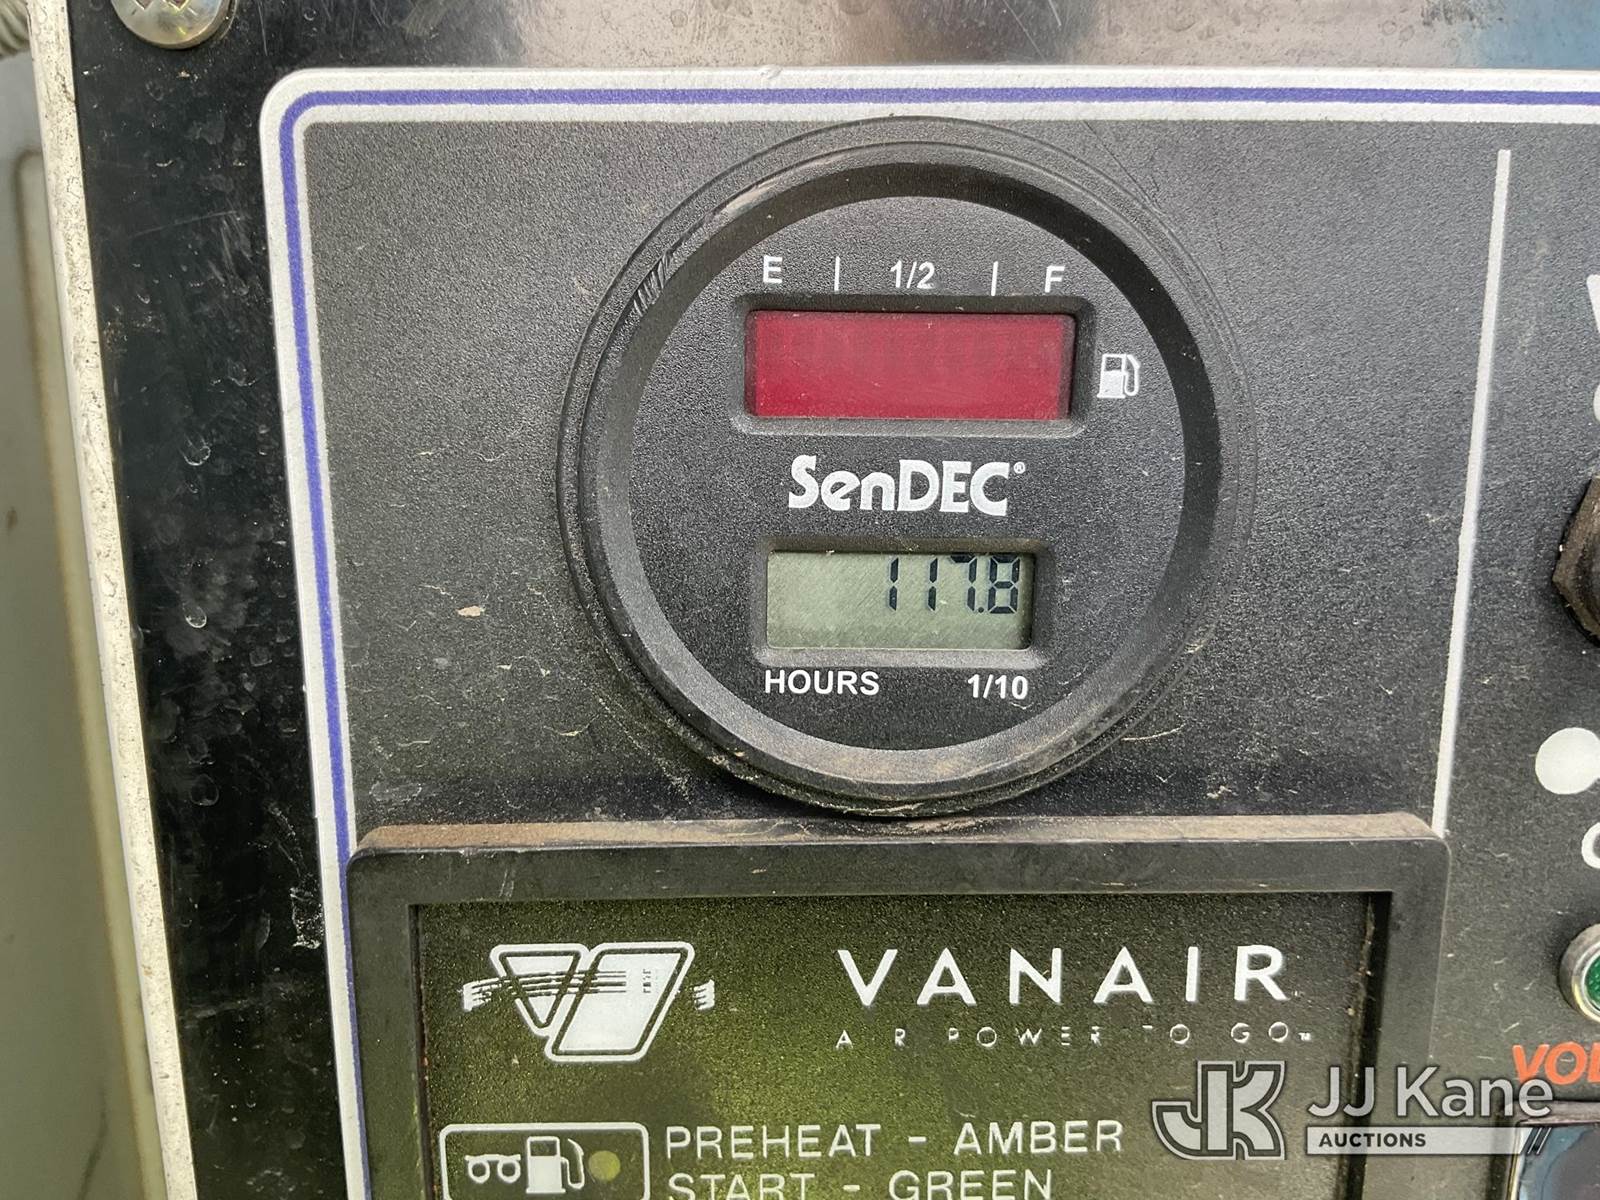 E | 1/2 | F
SenDEC®
117.8
HOURS 1/10
VANAIR
AIR POWER TO GO™
PREHEAT - AMBER
START - GREEN
JJ Kane
AUCTIONS